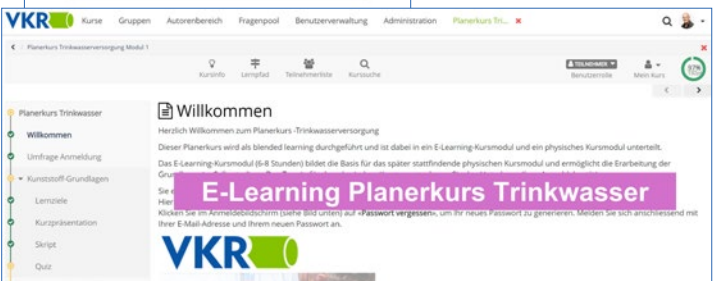 VKR
Kurse Gruppen Autorenbereich Fragenpool Benutzerverwaltung Administration Planerkurs Tri...
Planerkurs Trinkwasserversorgung Modul 1
Kursinfo Lernpfad Teilnehmerliste Kurssuche
TEILNEHMER
Benutzerrolle Mein Kurs
97%
Planerkurs Trinkwasser
Willkommen
Umfrage Anmeldung
Kunststoff-Grundlagen
Lernziele
Kurzpräsentation
Skript
Quiz
Willkommen
Herzlich Willkommen zum Planerkurs -Trinkwasserversorgung
Dieser Planerkurs wird als blended learning durchgeführt und ist dabei in ein E-Learning-Kursmodul und ein physisches Kursmodul unterteilt.
Das E-Learning-Kursmodul (6-8 Stunden) bildet die Basis für das später stattfindende physischen Kursmodul und ermöglicht die Erarbeitung der
E-Learning Planerkurs Trinkwasser
Klicken Sie im Anmeldebildschirm (siehe Bild unten) auf «Passwort vergessen», um Ihr neues Passwort zu generieren. Melden Sie sich anschliessend mit
Ihrer E-Mail-Adresse und Ihrem neuen Passwort an.
VKR